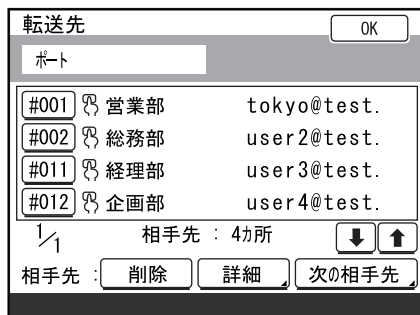 転送先 OK
ポート
#001 営業部 tokyo@test.
#002 総務部 user2@test.
#011 経理部 user3@test.
#012 企画部 user4@test.
1/1 相手先 : 4カ所
相手先 : 削除 詳細 次の相手先